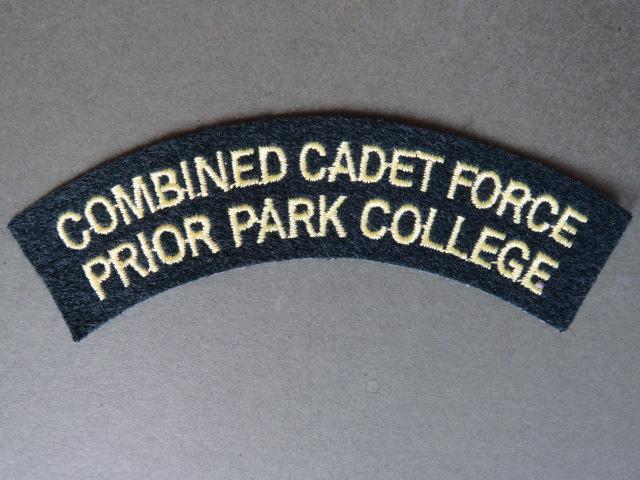 COMBINED CADET FORCE
PRIOR PARK COLLEGE